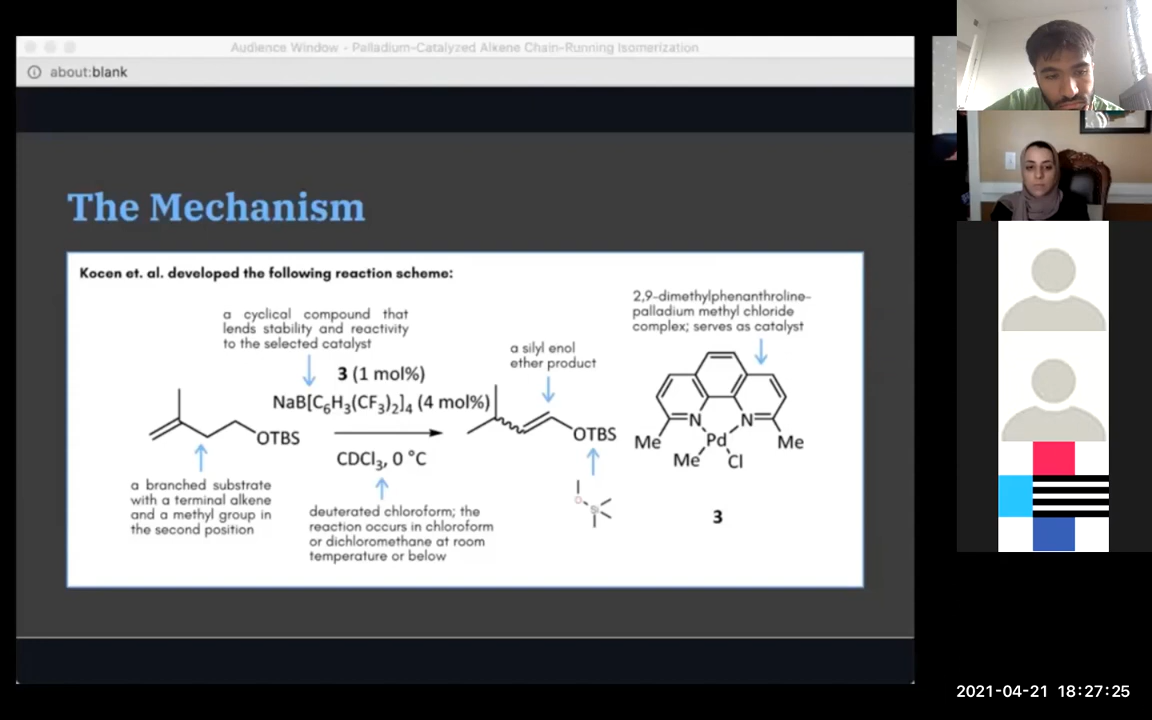 Audience Window - Palladium-Catalyzed Alkene Chain-Running Isomerization
about:blank
The Mechanism
Kocen et. al. developed the following reaction scheme:
a cyclical compound that
lends stability and reactivity
to the selected catalyst
3 (1 mol%)
NaB[C₆H₃(CF₃)₂]₄ (4 mol%)
OTBS
CDCl₃, 0 °C
a branched substrate
with a terminal alkene
and a methyl group in
the second position
deuterated chloroform; the
reaction occurs in chloroform
or dichloromethane at room
temperature or below
a silyl enol
ether product
OTBS
O
Si
2,9-dimethylphenanthroline-
palladium methyl chloride
complex; serves as catalyst
N N
Me Pd Me
Me Cl
3
2021-04-21 18:27:25